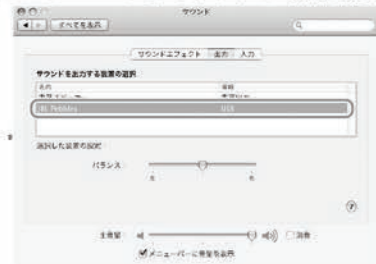 サウンド
すべてを表示
サウンドエフェクト 出力 入力
サウンドを出力する装置の選択
名前 種類
JBL Pebbles USB
選択した装置の設定:
バランス:
左 右
?
主音量: 消音
メニューバーに音量を表示